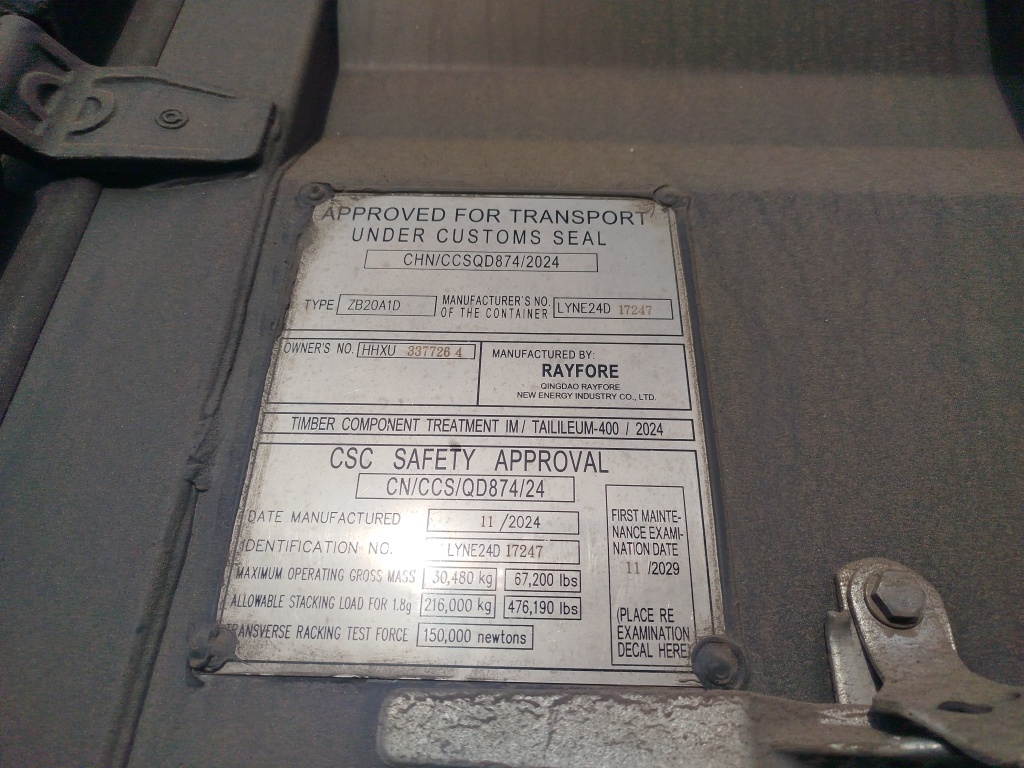 APPROVED FOR TRANSPORT
UNDER CUSTOMS SEAL
CHN/CCSQD874/2024
TYPE ZB20A1D MANUFACTURER'S NO. OF THE CONTAINER LYNE24D 17247
OWNER'S NO. HHXU 337726 4
MANUFACTURED BY:
RAYFORE
QINGDAO RAYFORE
NEW ENERGY INDUSTRY CO., LTD.
TIMBER COMPONENT TREATMENT IM/ TAILILEUM-400 / 2024
CSC SAFETY APPROVAL
CN/CCS/QD874/24
DATE MANUFACTURED 11 /2024
IDENTIFICATION NO. LYNE24D 17247
MAXIMUM OPERATING GROSS MASS 30,480 kg 67,200 lbs
ALLOWABLE STACKING LOAD FOR 1.8g 216,000 kg 476,190 lbs
TRANSVERSE RACKING TEST FORCE 150,000 newtons
FIRST MAINTE-
NANCE EXAMI-
NATION DATE
11 /2029
(PLACE RE
EXAMINATION
DECAL HERE)